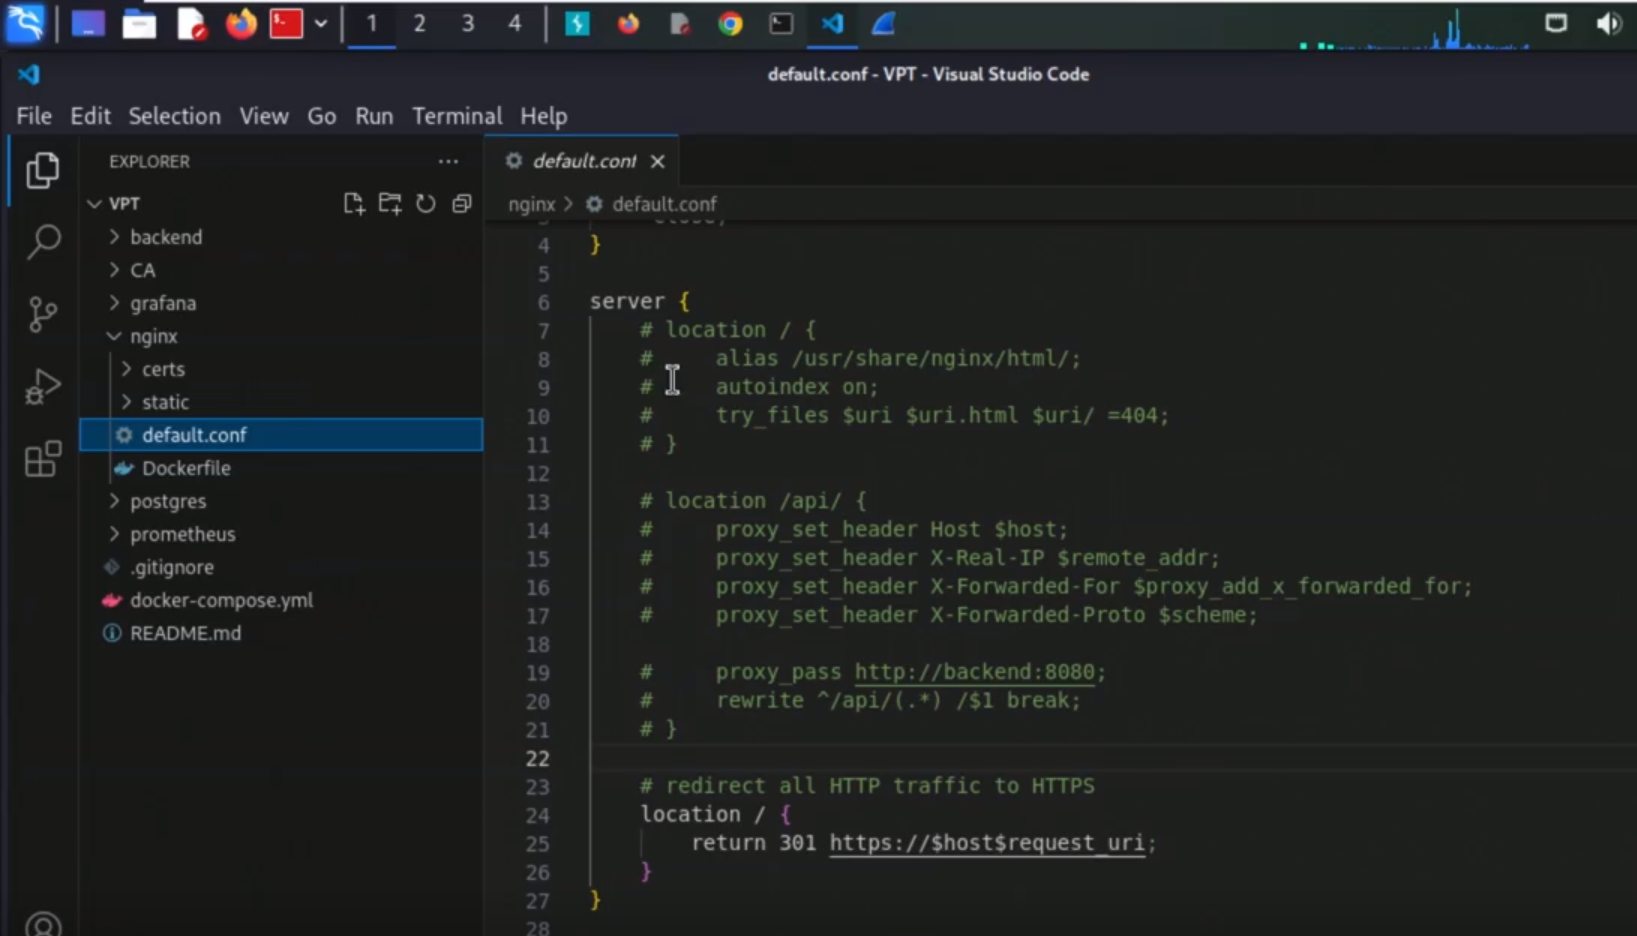 1 2 3 4
default.conf - VPT - Visual Studio Code
File Edit Selection View Go Run Terminal Help
EXPLORER
VPT
backend
CA
grafana
nginx
certs
static
default.conf
Dockerfile
postgres
prometheus
.gitignore
docker-compose.yml
README.md
default.conf
nginx > default.conf
4 }
5
6 server {
7 # location / {
8 # alias /usr/share/nginx/html/;
9 # autoindex on;
10 # try_files $uri $uri.html $uri/ =404;
11 # }
12
13 # location /api/ {
14 # proxy_set_header Host $host;
15 # proxy_set_header X-Real-IP $remote_addr;
16 # proxy_set_header X-Forwarded-For $proxy_add_x_forwarded_for;
17 # proxy_set_header X-Forwarded-Proto $scheme;
18
19 # proxy_pass http://backend:8080;
20 # rewrite ^/api/(.*) /$1 break;
21 # }
22
23 # redirect all HTTP traffic to HTTPS
24 location / {
25 return 301 https://$host$request_uri;
26 }
27 }
28